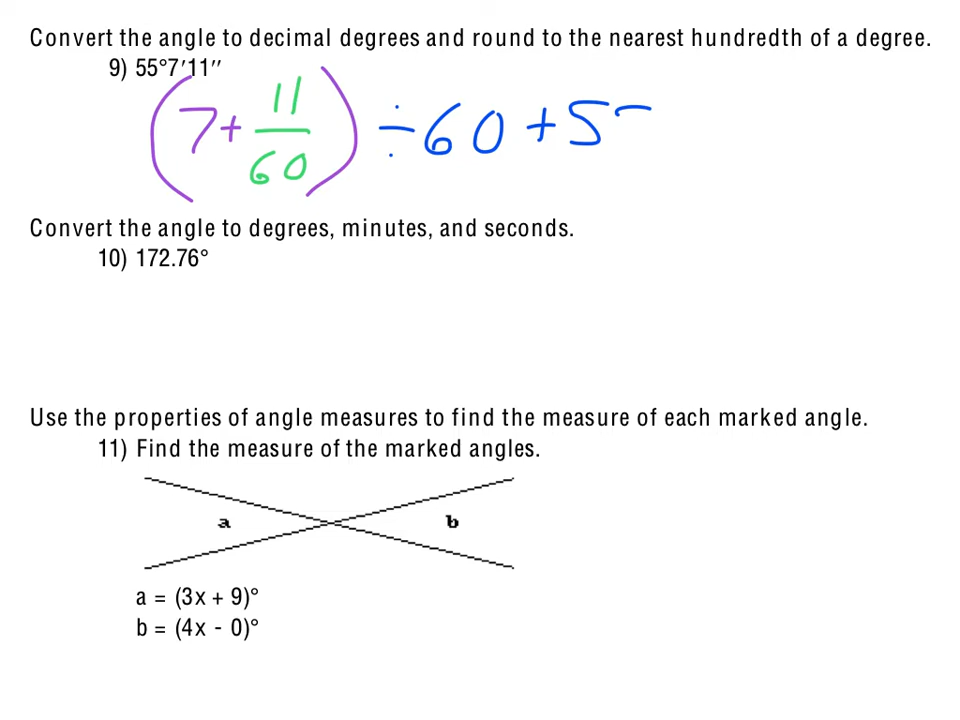 Convert the angle to decimal degrees and round to the nearest hundredth of a degree.
9) 55°7′11′′
(7+11/60) ÷60+5
Convert the angle to degrees, minutes, and seconds.
10) 172.76°
Use the properties of angle measures to find the measure of each marked angle.
11) Find the measure of the marked angles.
a b
a = (3x + 9)°
b = (4x - 0)°